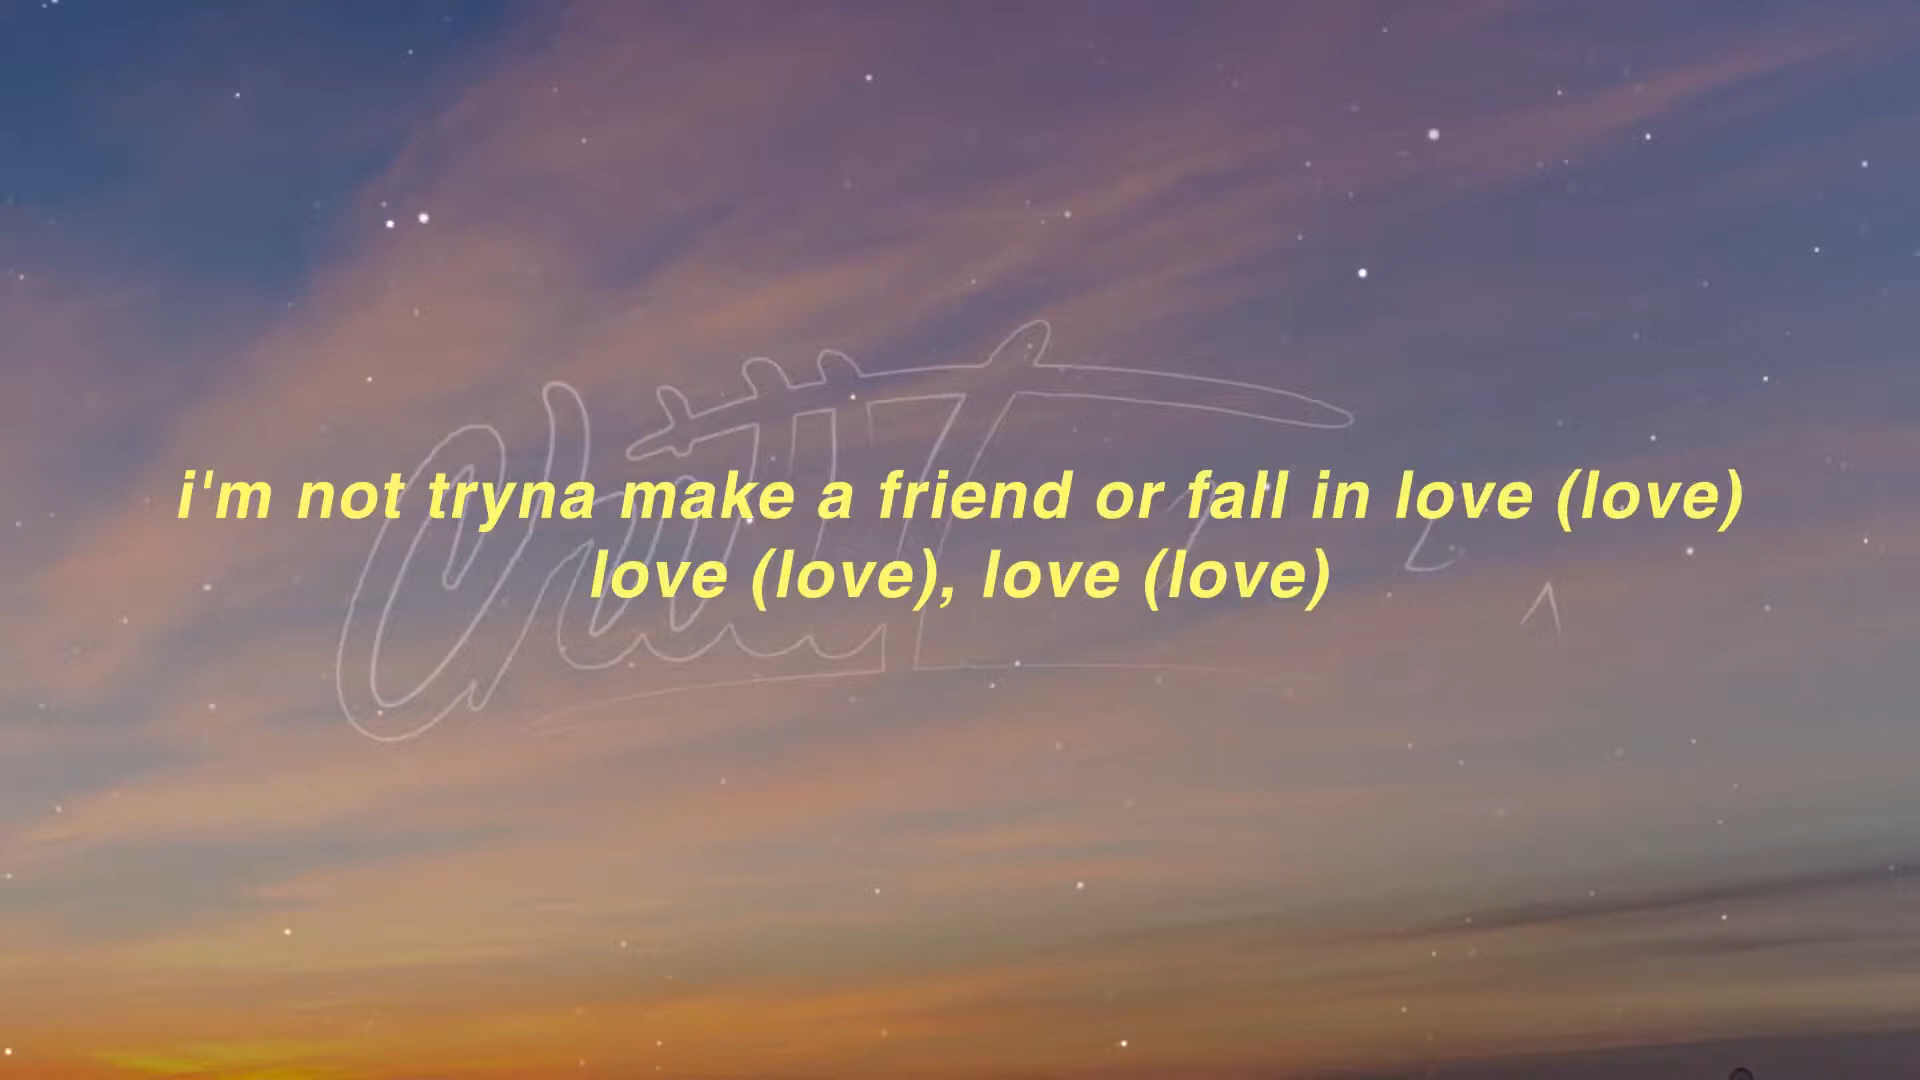 i'm not tryna make a friend or fall in love (love)
love (love), love (love)